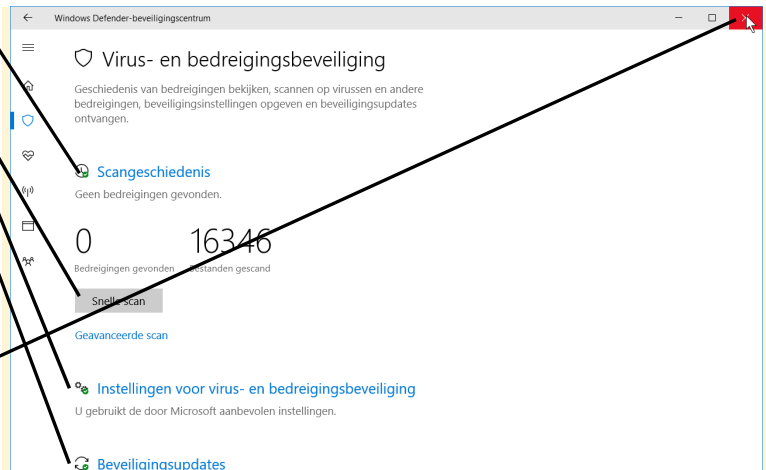 Windows Defender-beveiligingscentrum
Virus- en bedreigingsbeveiliging
Geschiedenis van bedreigingen bekijken, scannen op virussen en andere
bedreigingen, beveiligingsinstellingen opgeven en beveiligingsupdates
ontvangen.
Scangeschiedenis
Geen bedreigingen gevonden.
0 16346
Bedreigingen gevonden Bestanden gescand
Snelle scan
Geavanceerde scan
Instellingen voor virus- en bedreigingsbeveiliging
U gebruikt de door Microsoft aanbevolen instellingen.
Beveiligingsupdates